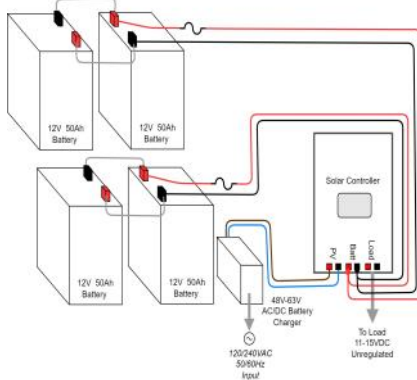 12V 50Ah
Battery
12V 50Ah
Battery
Solar Controller
PV
Batt
Load
12V 50Ah
Battery
12V 50Ah
Battery
48V-63V
AC/DC Battery
Charger
To Load
11-15VDC
Unregulated
120/240VAC
50/60Hz
Input